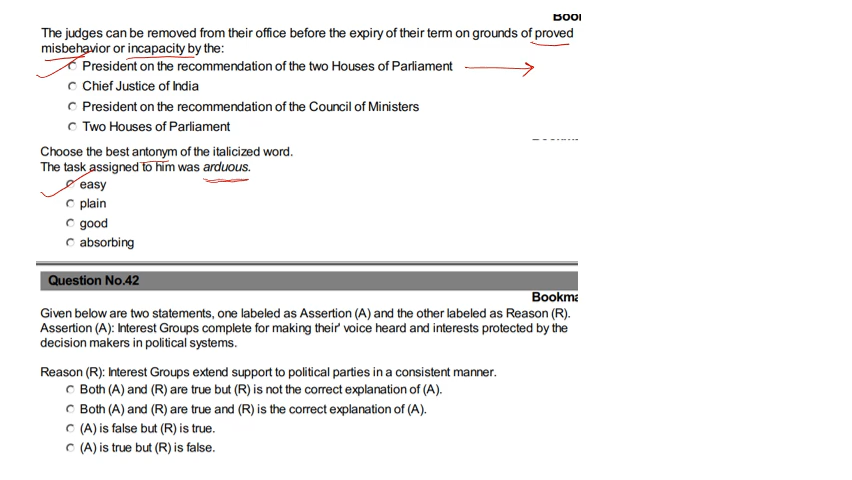 The judges can be removed from their office before the expiry of their term on grounds of proved
misbehavior or incapacity by the:
President on the recommendation of the two Houses of Parliament
Chief Justice of India
President on the recommendation of the Council of Ministers
Two Houses of Parliament
Choose the best antonym of the italicized word.
The task assigned to him was arduous.
easy
plain
good
absorbing
Question No.42
Given below are two statements, one labeled as Assertion (A) and the other labeled as Reason (R).
Assertion (A): Interest Groups complete for making their' voice heard and interests protected by the
decision makers in political systems.
Reason (R): Interest Groups extend support to political parties in a consistent manner.
Both (A) and (R) are true but (R) is not the correct explanation of (A).
Both (A) and (R) are true and (R) is the correct explanation of (A).
(A) is false but (R) is true.
(A) is true but (R) is false.